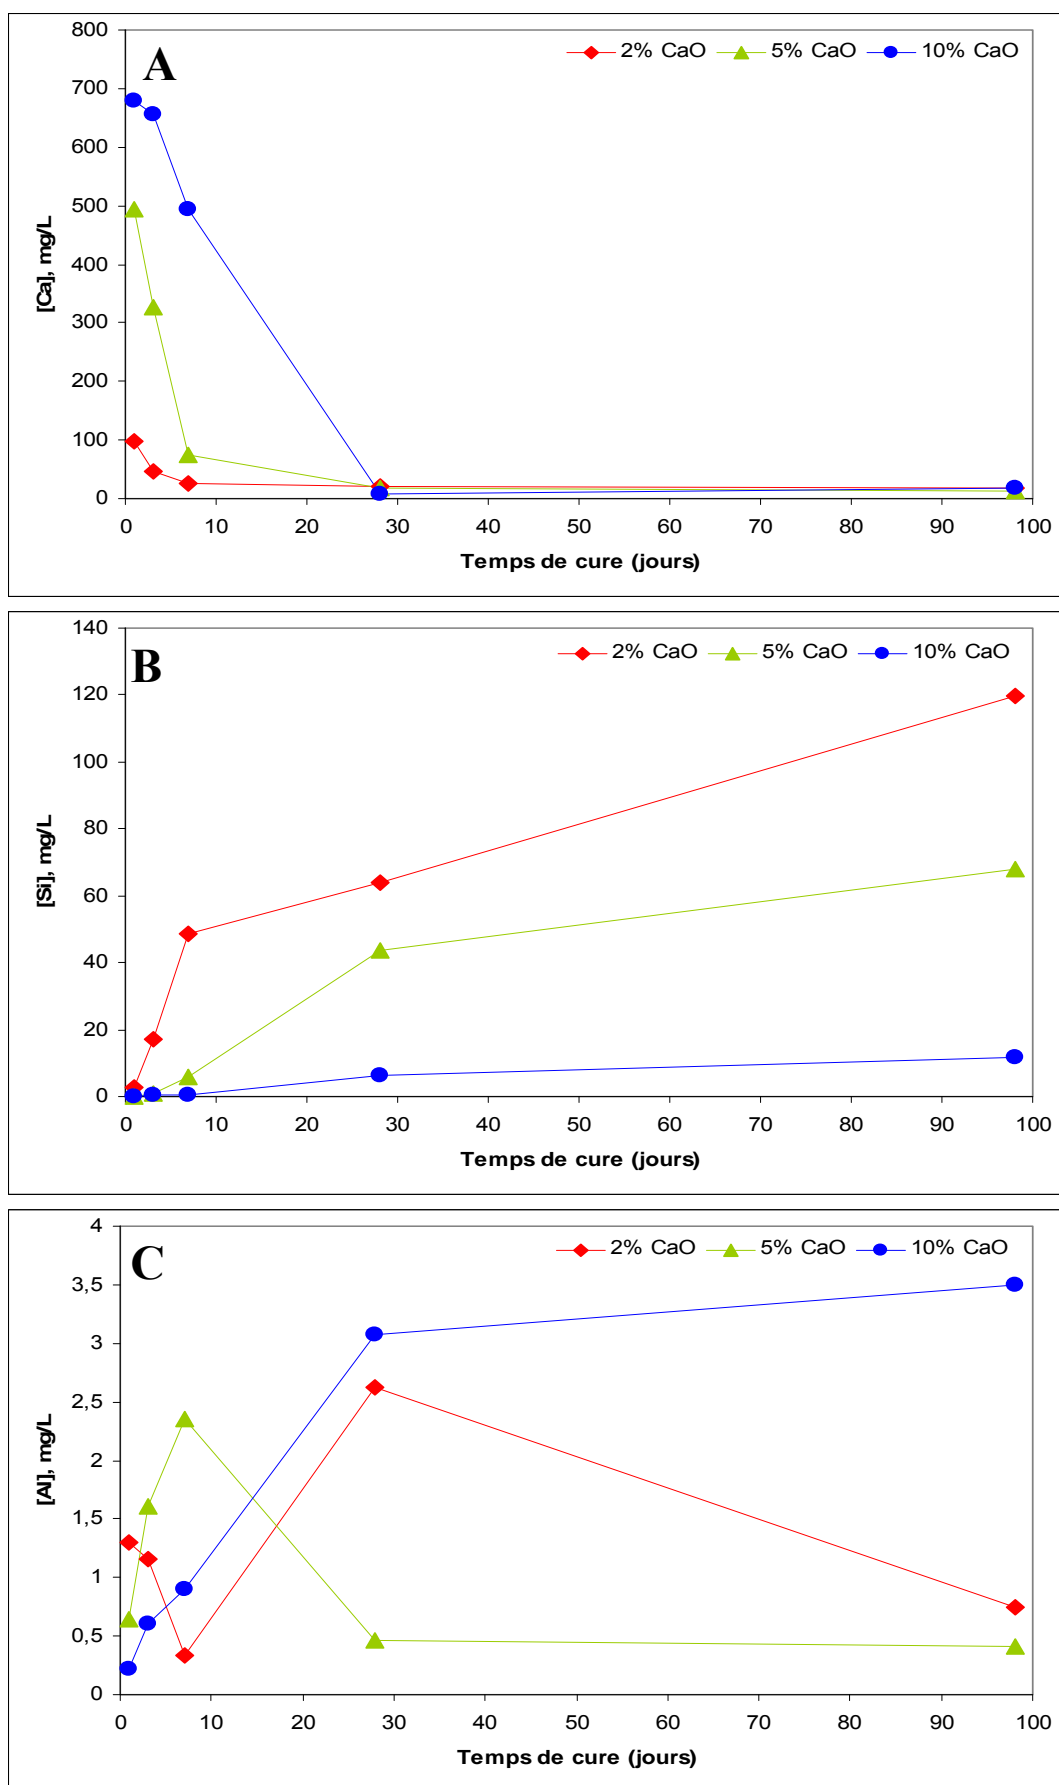 A
2% CaO 5% CaO 10% CaO
800
700
600
500
400
300
200
100
0
[Ca], mg/L
0 10 20 30 40 50 60 70 80 90 100
Temps de cure (jours)
B
2% CaO 5% CaO 10% CaO
140
120
100
80
60
40
20
0
[Si], mg/L
0 10 20 30 40 50 60 70 80 90 100
Temps de cure (jours)
C
2% CaO 5% CaO 10% CaO
4
3,5
3
2,5
2
1,5
1
0,5
0
[Al], mg/L
0 10 20 30 40 50 60 70 80 90 100
Temps de cure (jours)